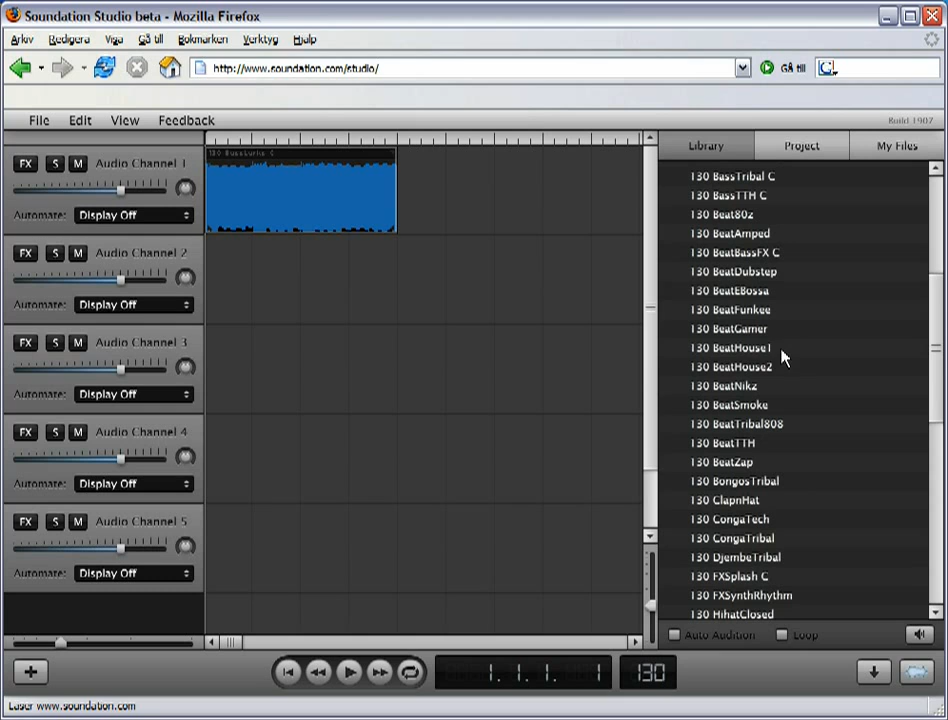 Soundation Studio beta - Mozilla Firefox
Arkiv Redigera Visa Gå till Bokmärken Verktyg Hjälp
http://www.soundation.com/studio/ Gå till
File Edit View Feedback Build 1907
Library Project My Files
FX S M Audio Channel 1
Automate: Display Off
FX S M Audio Channel 2
Automate: Display Off
FX S M Audio Channel 3
Automate: Display Off
FX S M Audio Channel 4
Automate: Display Off
FX S M Audio Channel 5
Automate: Display Off
130 BassTribal C
130 BassTTH C
130 Beat80z
130 BeatAmped
130 BeatBassFX C
130 BeatDubstep
130 BeatEBossa
130 BeatFunkee
130 BeatGamer
130 BeatHouse1
130 BeatHouse2
130 BeatNikz
130 BeatSmoke
130 BeatTribal808
130 BeatTTH
130 BeatZap
130 BongosTribal
130 ClapnHat
130 CongaTech
130 CongaTribal
130 DjembeTribal
130 FXSplash C
130 FXSynthRhythm
130 HihatClosed
Auto Audition Loop
1. 1. 1. 1 130
Läser www.soundation.com